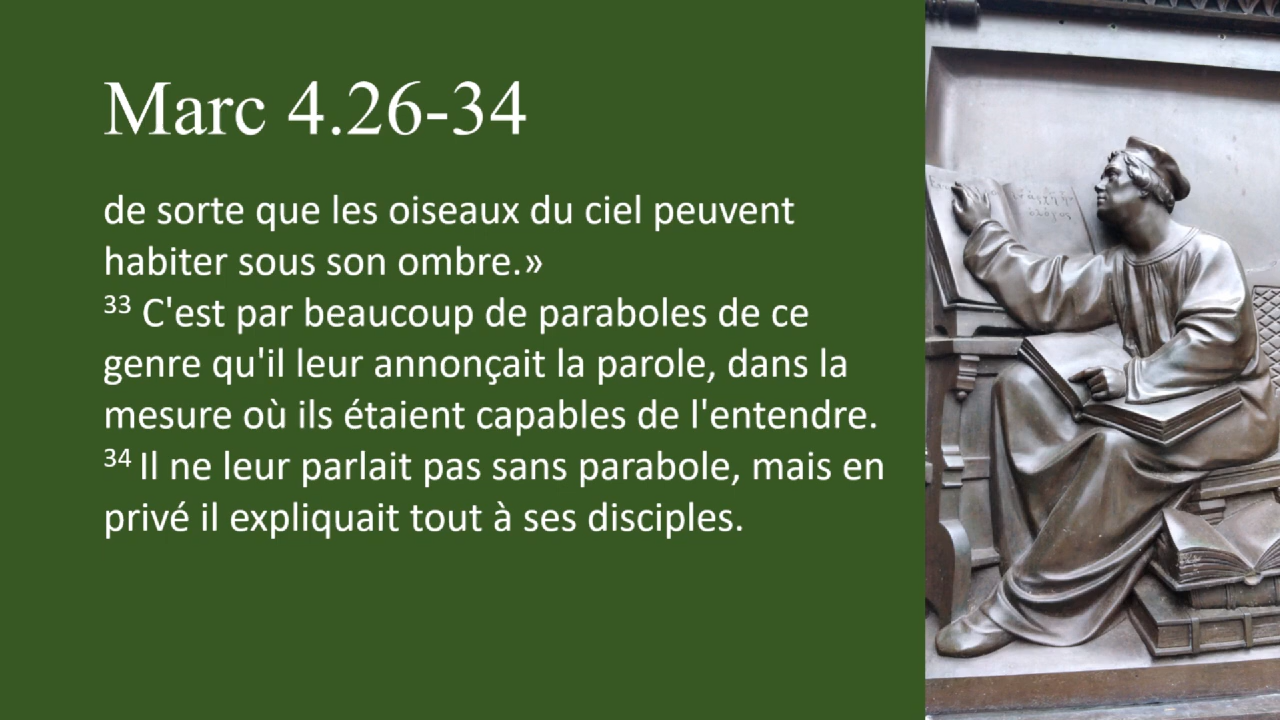 Marc 4.26-34
de sorte que les oiseaux du ciel peuvent
habiter sous son ombre.»
33 C'est par beaucoup de paraboles de ce
genre qu'il leur annonçait la parole, dans la
mesure où ils étaient capables de l'entendre.
34 Il ne leur parlait pas sans parabole, mais en
privé il expliquait tout à ses disciples.